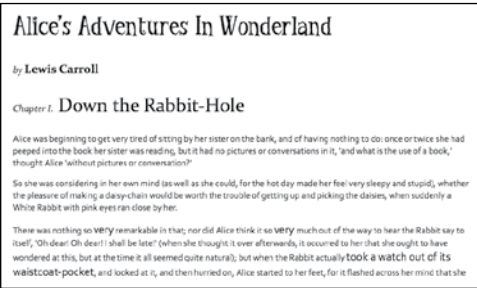 Alice's Adventures In Wonderland
by Lewis Carroll
Chapter I. Down the Rabbit-Hole
Alice was beginning to get very tired of sitting by her sister on the bank, and of having nothing to do: once or twice she had
peeped into the book her sister was reading, but it had no pictures or conversations in it, 'and what is the use of a book,'
thought Alice 'without pictures or conversation?'
So she was considering in her own mind (as well as she could, for the hot day made her feel very sleepy and stupid), whether
the pleasure of making a daisy-chain would be worth the trouble of getting up and picking the daisies, when suddenly a
White Rabbit with pink eyes ran close by her.
There was nothing so very remarkable in that; nor did Alice think it so very much out of the way to hear the Rabbit say to
itself, 'Oh dear! Oh dear! I shall be late!' (when she thought it over afterwards, it occurred to her that she ought to have
wondered at this, but at the time it all seemed quite natural); but when the Rabbit actually took a watch out of its
waistcoat-pocket, and looked at it, and then hurried on, Alice started to her feet, for it flashed across her mind that she